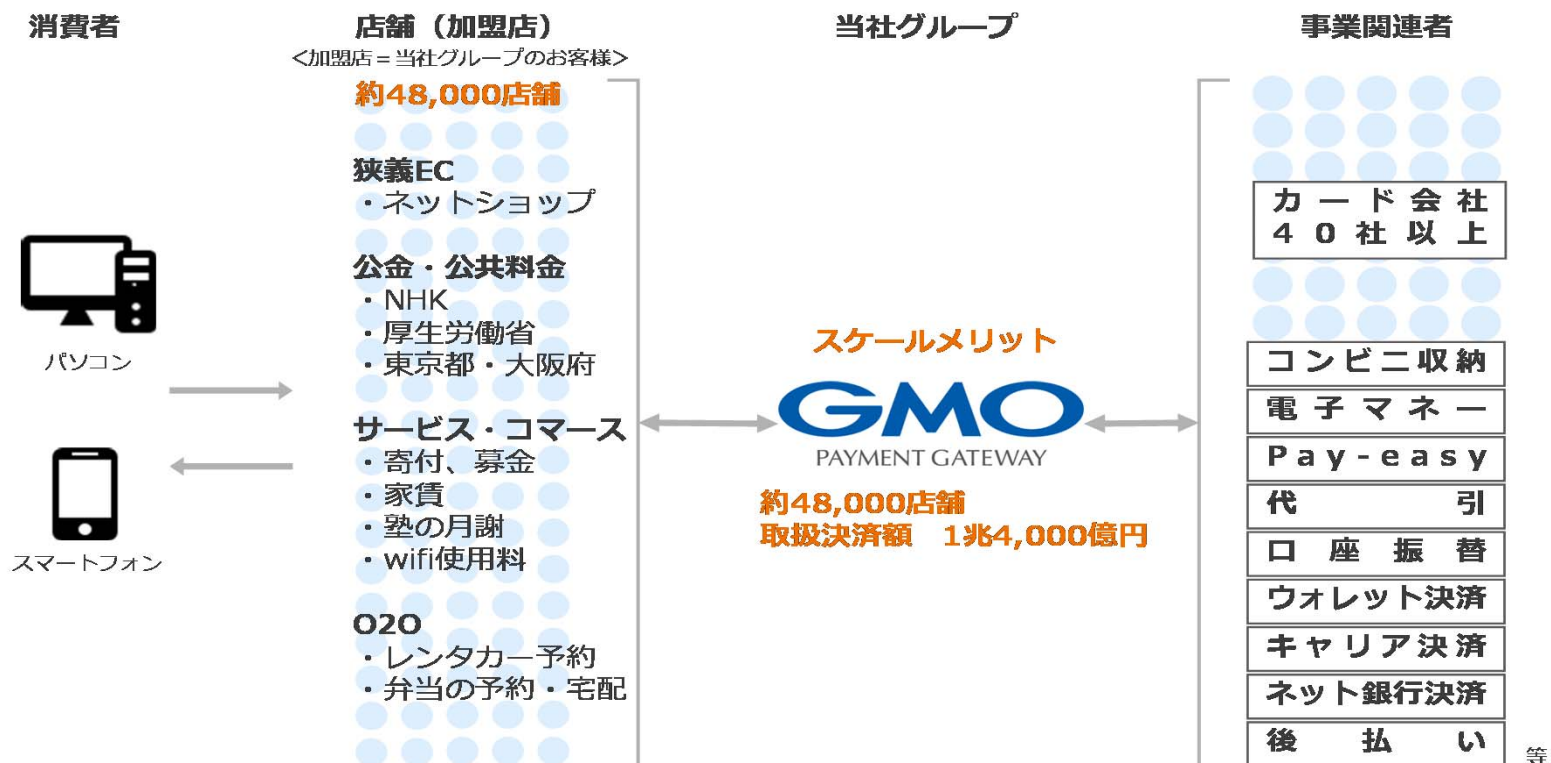 消費者
店舗（加盟店）
当社グループ
事業関連者
<加盟店＝当社グループのお客様>
約48,000店舗
狭義EC
・ネットショップ
公金・公共料金
・NHK
・厚生労働省
・東京都・大阪府
サービス・コマース
・寄付、募金
・家賃
・塾の月謝
・wifi使用料
O2O
・レンタカー予約
・弁当の予約・宅配
パソコン
スマートフォン
スケールメリット
GMO
PAYMENT GATEWAY
約48,000店舗
取扱決済額　1兆4,000億円
カード会社
40社以上
コンビニ収納
電子マネー
Pay-easy
代引
口座振替
ウォレット決済
キャリア決済
ネット銀行決済
後払い
等